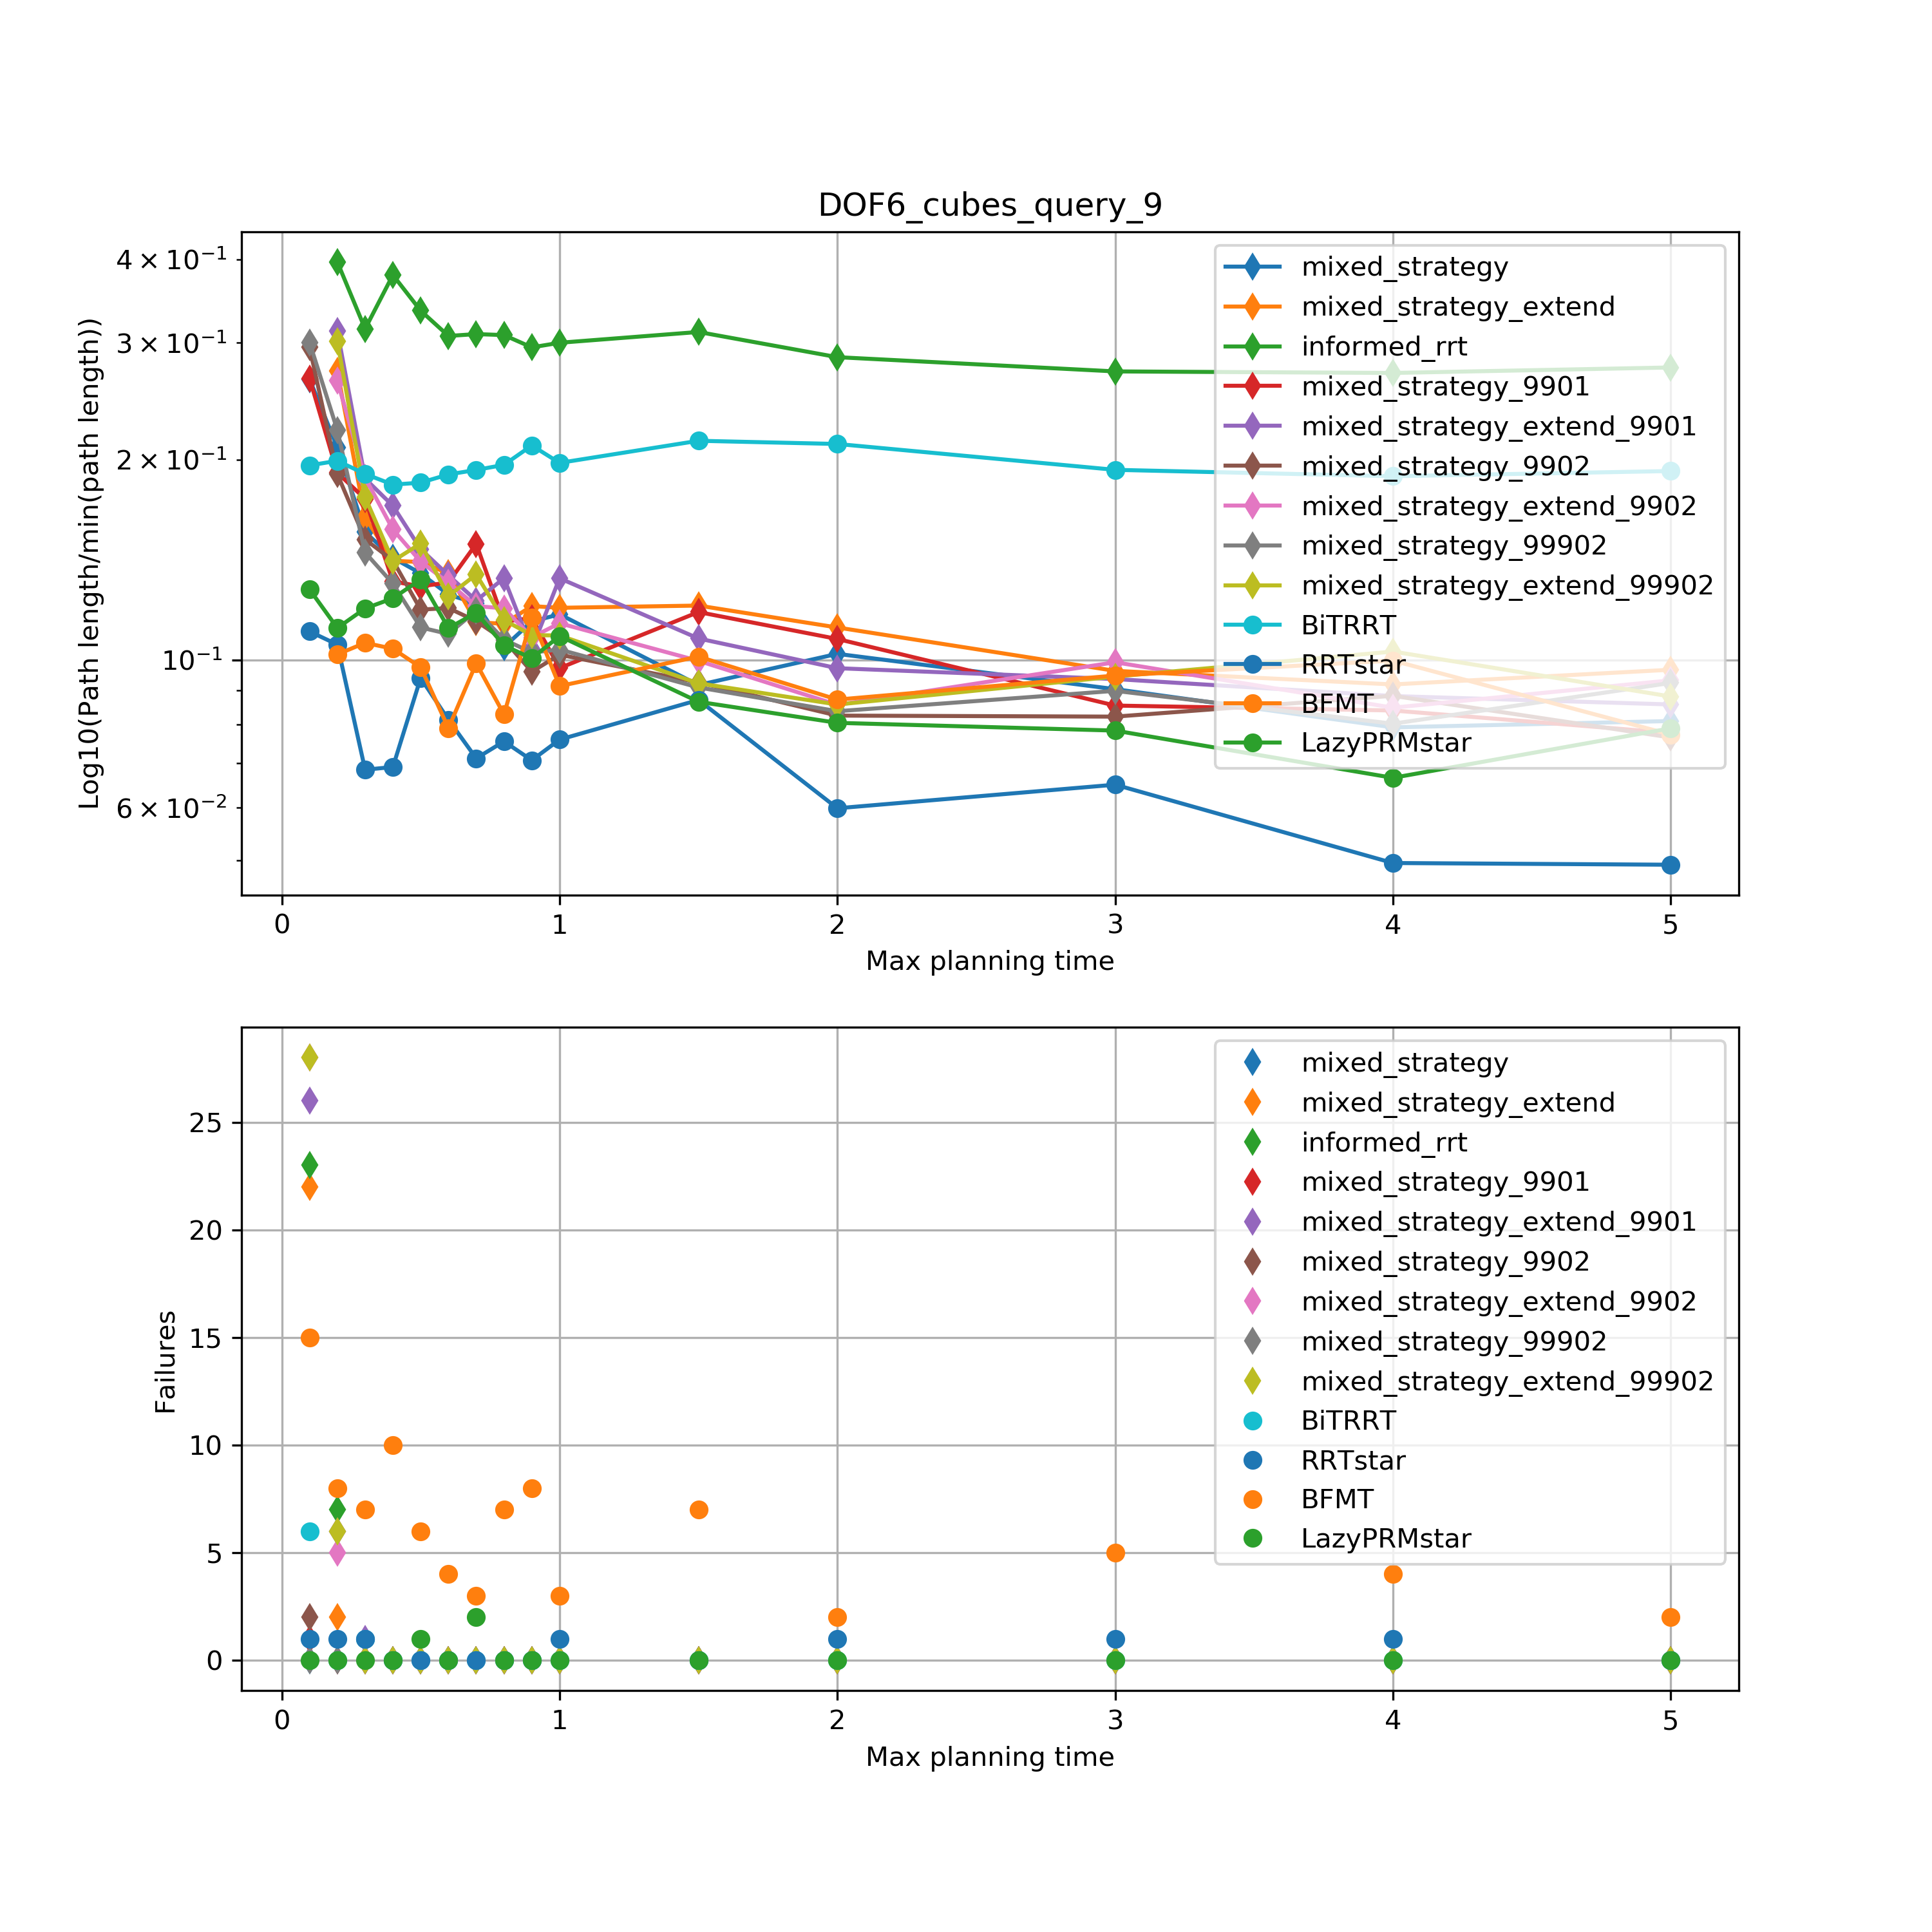 DOF6_cubes_query_9
4 × 10⁻¹
3 × 10⁻¹
2 × 10⁻¹
10⁻¹
6 × 10⁻²
Log10(Path length/min(path length))
mixed_strategy
mixed_strategy_extend
informed_rrt
mixed_strategy_9901
mixed_strategy_extend_9901
mixed_strategy_9902
mixed_strategy_extend_9902
mixed_strategy_99902
mixed_strategy_extend_99902
BiTRRT
RRTstar
BFMT
LazyPRMstar
0 1 2 3 4 5
Max planning time
25
20
15
10
5
0
Failures
mixed_strategy
mixed_strategy_extend
informed_rrt
mixed_strategy_9901
mixed_strategy_extend_9901
mixed_strategy_9902
mixed_strategy_extend_9902
mixed_strategy_99902
mixed_strategy_extend_99902
BiTRRT
RRTstar
BFMT
LazyPRMstar
0 1 2 3 4 5
Max planning time